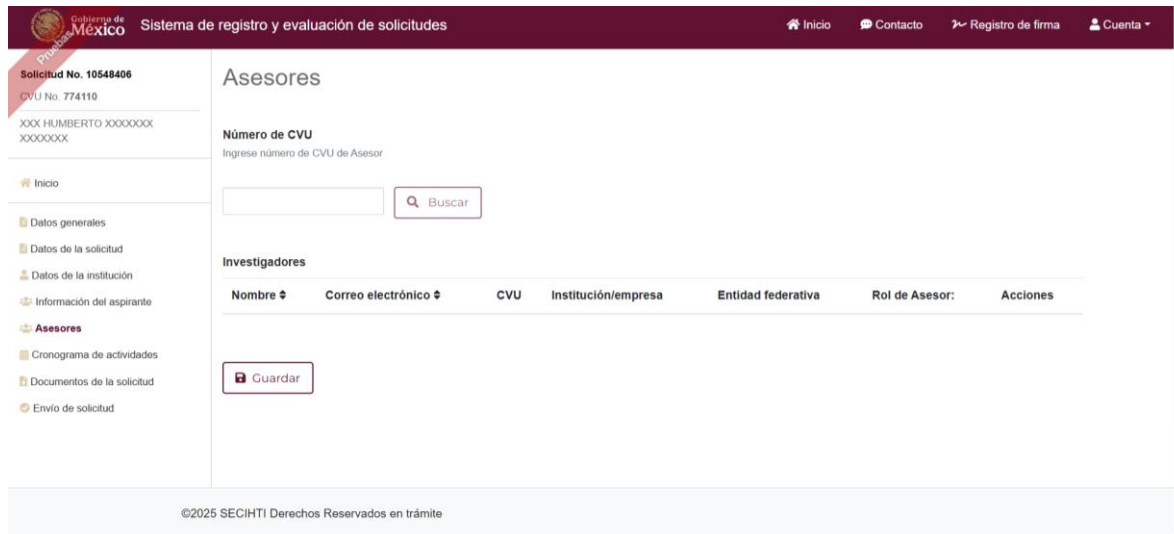 Gobierno de
México
Sistema de registro y evaluación de solicitudes
Inicio
Contacto
Registro de firma
Cuenta
Pruebas
Solicitud No. 10548406
CVU No. 774110
XXX HUMBERTO XXXXXXX
XXXXXXX
Inicio
Datos generales
Datos de la solicitud
Datos de la institución
Información del aspirante
Asesores
Cronograma de actividades
Documentos de la solicitud
Envío de solicitud
Asesores
Número de CVU
Ingrese número de CVU de Asesor
Buscar
Investigadores
Nombre Correo electrónico CVU Institución/empresa Entidad federativa Rol de Asesor: Acciones
Guardar
©2025 SECIHTI Derechos Reservados en trámite